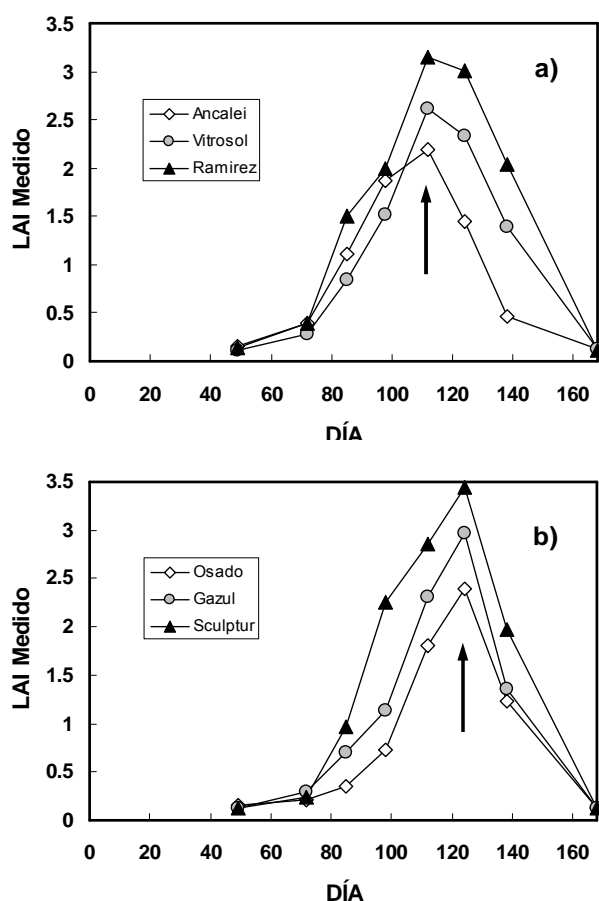 3.5
a)
3
Ancalei
2.5
Vitrosol
2
Ramirez
1.5
1
0.5
0
LAI Medido
0 20 40 60 80 100 120 140 160
DÍA
3.5
b)
3
Osado
2.5
Gazul
2
Sculptur
1.5
1
0.5
0
LAI Medido
0 20 40 60 80 100 120 140 160
DÍA